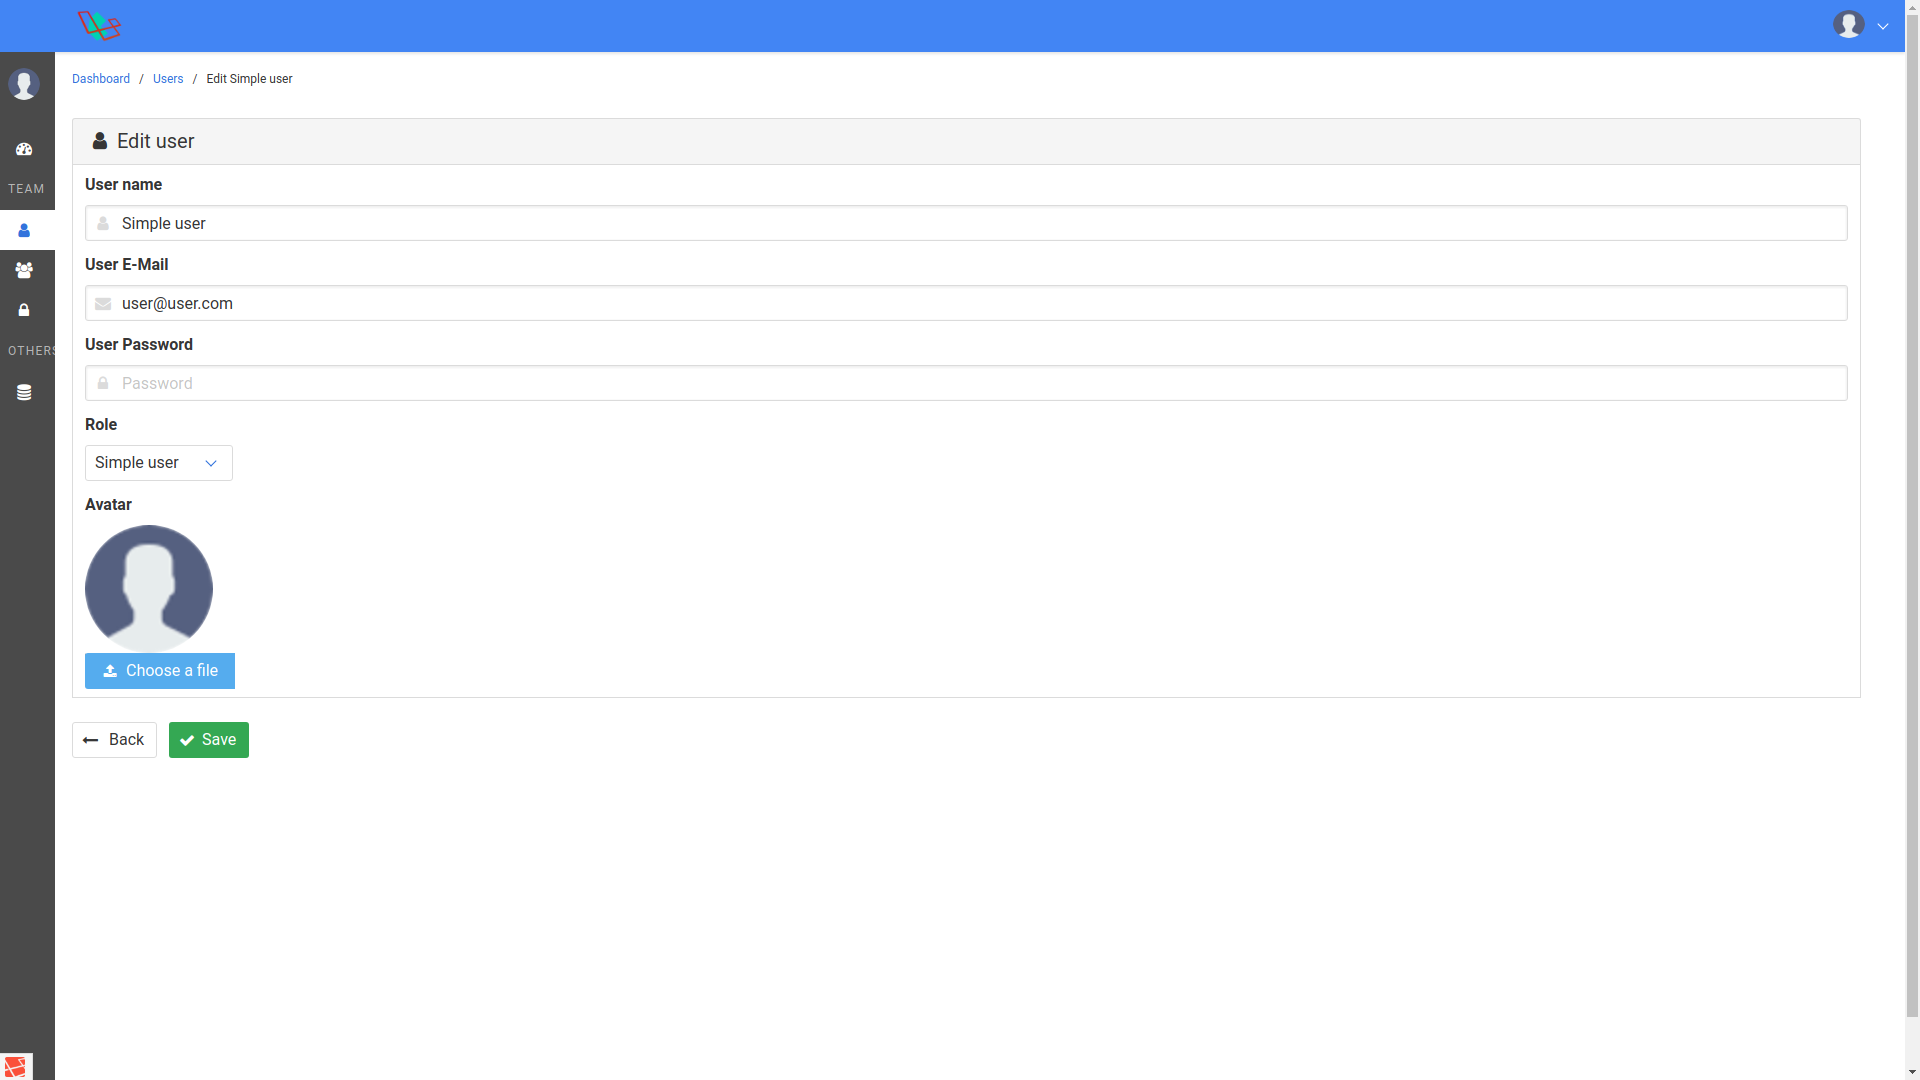 Dashboard / Users / Edit Simple user
TEAM
OTHERS
Edit user
User name
Simple user
User E-Mail
user@user.com
User Password
Password
Role
Simple user
Avatar
Choose a file
Back
Save